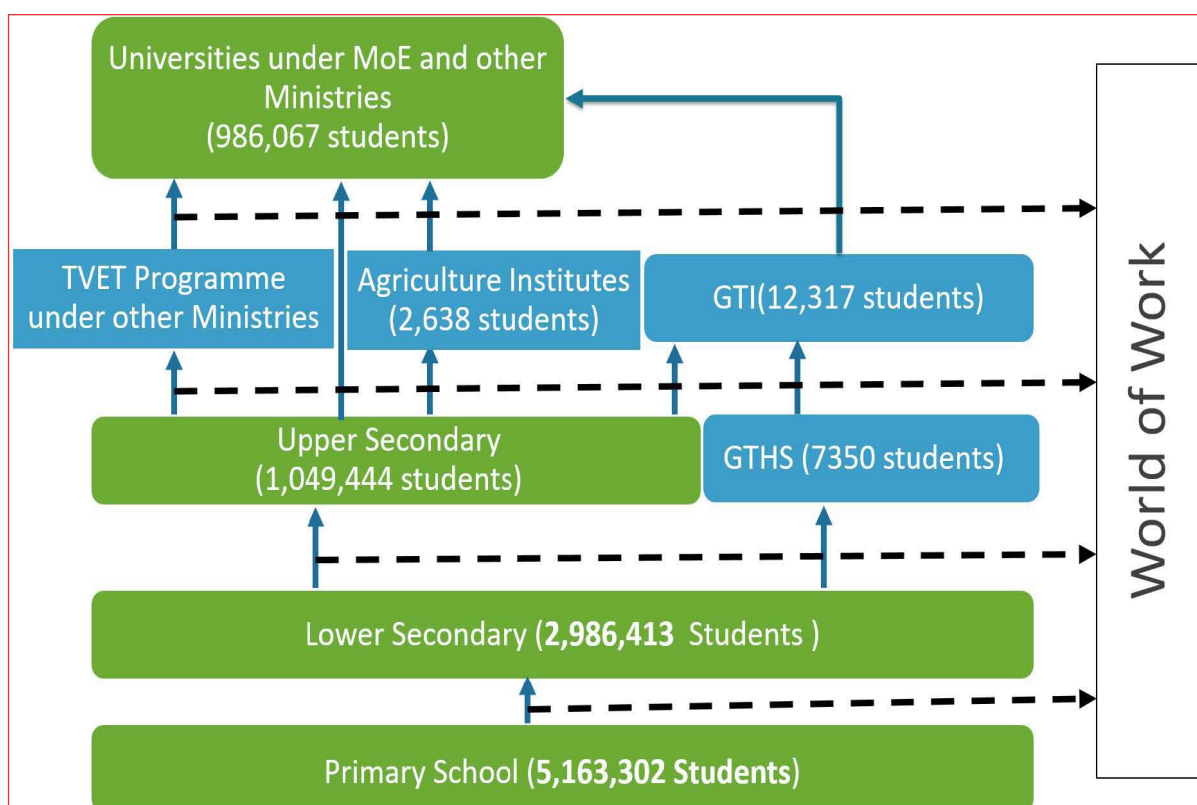 Universities under MoE and other
Ministries
(986,067 students)
TVET Programme
under other Ministries
Agriculture Institutes
(2,638 students)
GTI(12,317 students)
Upper Secondary
(1,049,444 students)
GTHS (7350 students)
Lower Secondary (2,986,413 Students )
Primary School (5,163,302 Students)
World of Work